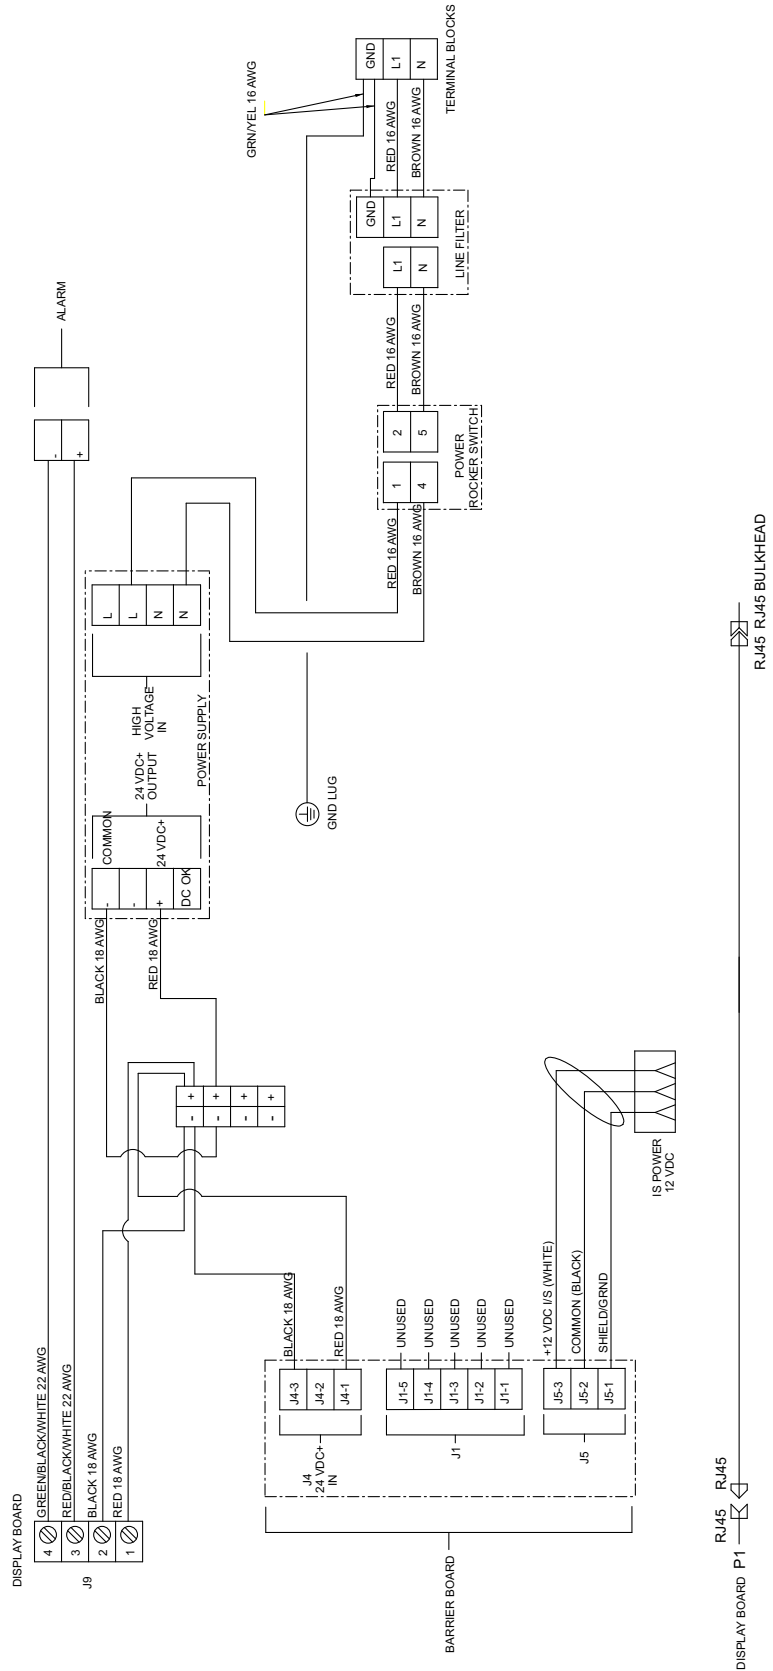 DISPLAY BOARD
J9
4
3
2
1
GREEN/BLACK/WHITE 22 AWG
RED/BLACK/WHITE 22 AWG
BLACK 18 AWG
RED 18 AWG
-
+
ALARM
BLACK 18 AWG
RED 18 AWG
-
-
+
DC OK
COMMON
24 VDC+
24 VDC+
OUTPUT
HIGH
VOLTAGE
IN
L
L
N
N
POWER SUPPLY
- +
- +
- +
- +
GND LUG
GRN/YEL 16 AWG
RED 16 AWG
BROWN 16 AWG
1
4
2
5
POWER
ROCKER SWITCH
RED 16 AWG
BROWN 16 AWG
L1
N
GND
L1
N
LINE FILTER
RED 16 AWG
BROWN 16 AWG
GND
L1
N
TERMINAL BLOCKS
BARRIER BOARD
J4
24 VDC+
IN
J4-3
J4-2
J4-1
BLACK 18 AWG
RED 18 AWG
J1
J1-5
J1-4
J1-3
J1-2
J1-1
UNUSED
UNUSED
UNUSED
UNUSED
UNUSED
J5
J5-3
J5-2
J5-1
+12 VDC I/S (WHITE)
COMMON (BLACK)
SHIELD/GRND
IS POWER
12 VDC
DISPLAY BOARD P1
RJ45
RJ45
RJ45
RJ45 BULKHEAD